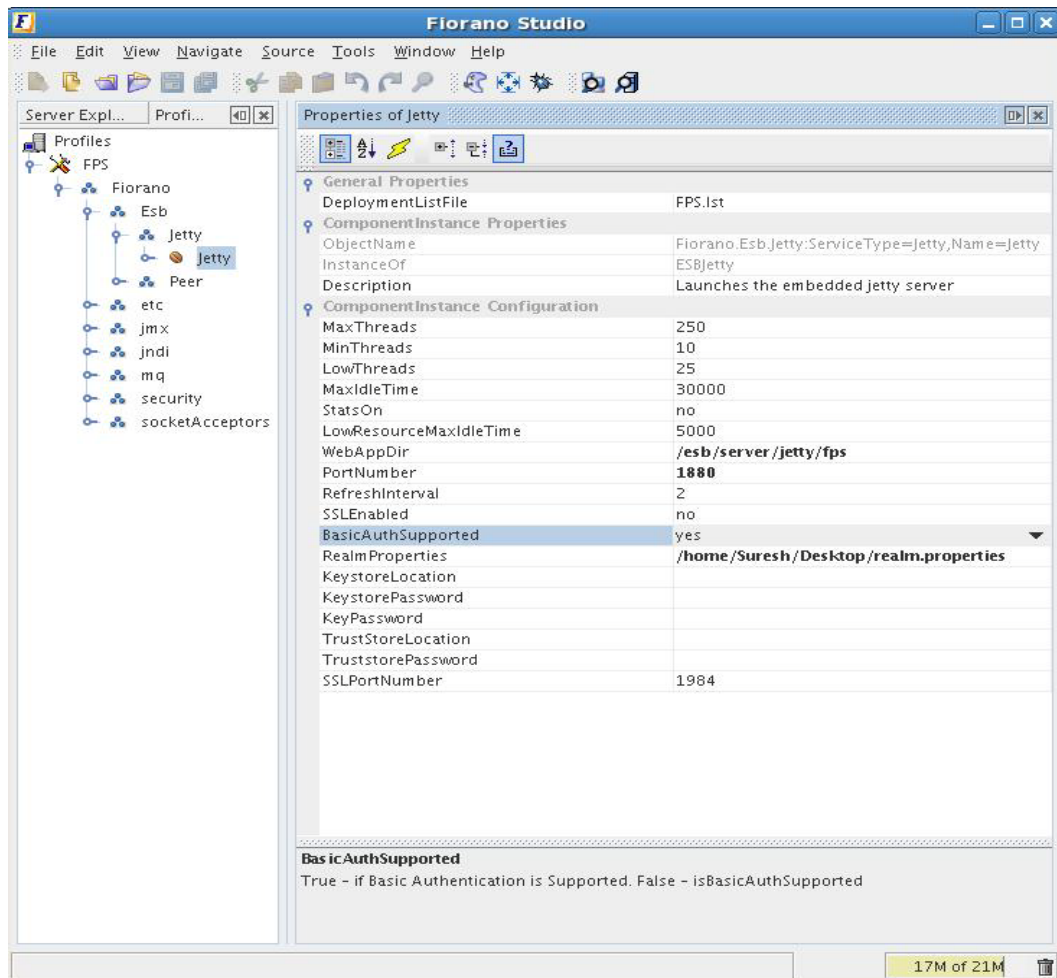 Fiorano Studio
File Edit View Navigate Source Tools Window Help
Server Expl... Profi...
Profiles
FPS
Fiorano
Esb
Jetty
Jetty
Peer
etc
jmx
jndi
mq
security
socketAcceptors
Properties of Jetty
General Properties
DeploymentListFile FPS.lst
ComponentInstance Properties
ObjectName Fiorano.Esb.Jetty:ServiceType=Jetty,Name=Jetty
InstanceOf ESBJetty
Description Launches the embedded jetty server
ComponentInstance Configuration
MaxThreads 250
MinThreads 10
LowThreads 25
MaxIdleTime 30000
StatsOn no
LowResourceMaxIdleTime 5000
WebAppDir /esb/server/jetty/fps
PortNumber 1880
RefreshInterval 2
SSLEnabled no
BasicAuthSupported yes
RealmProperties /home/Suresh/Desktop/realm.properties
KeystoreLocation
KeystorePassword
KeyPassword
TrustStoreLocation
TruststorePassword
SSLPortNumber 1984
BasicAuthSupported
True - if Basic Authentication is Supported. False - isBasicAuthSupported
17M of 21M